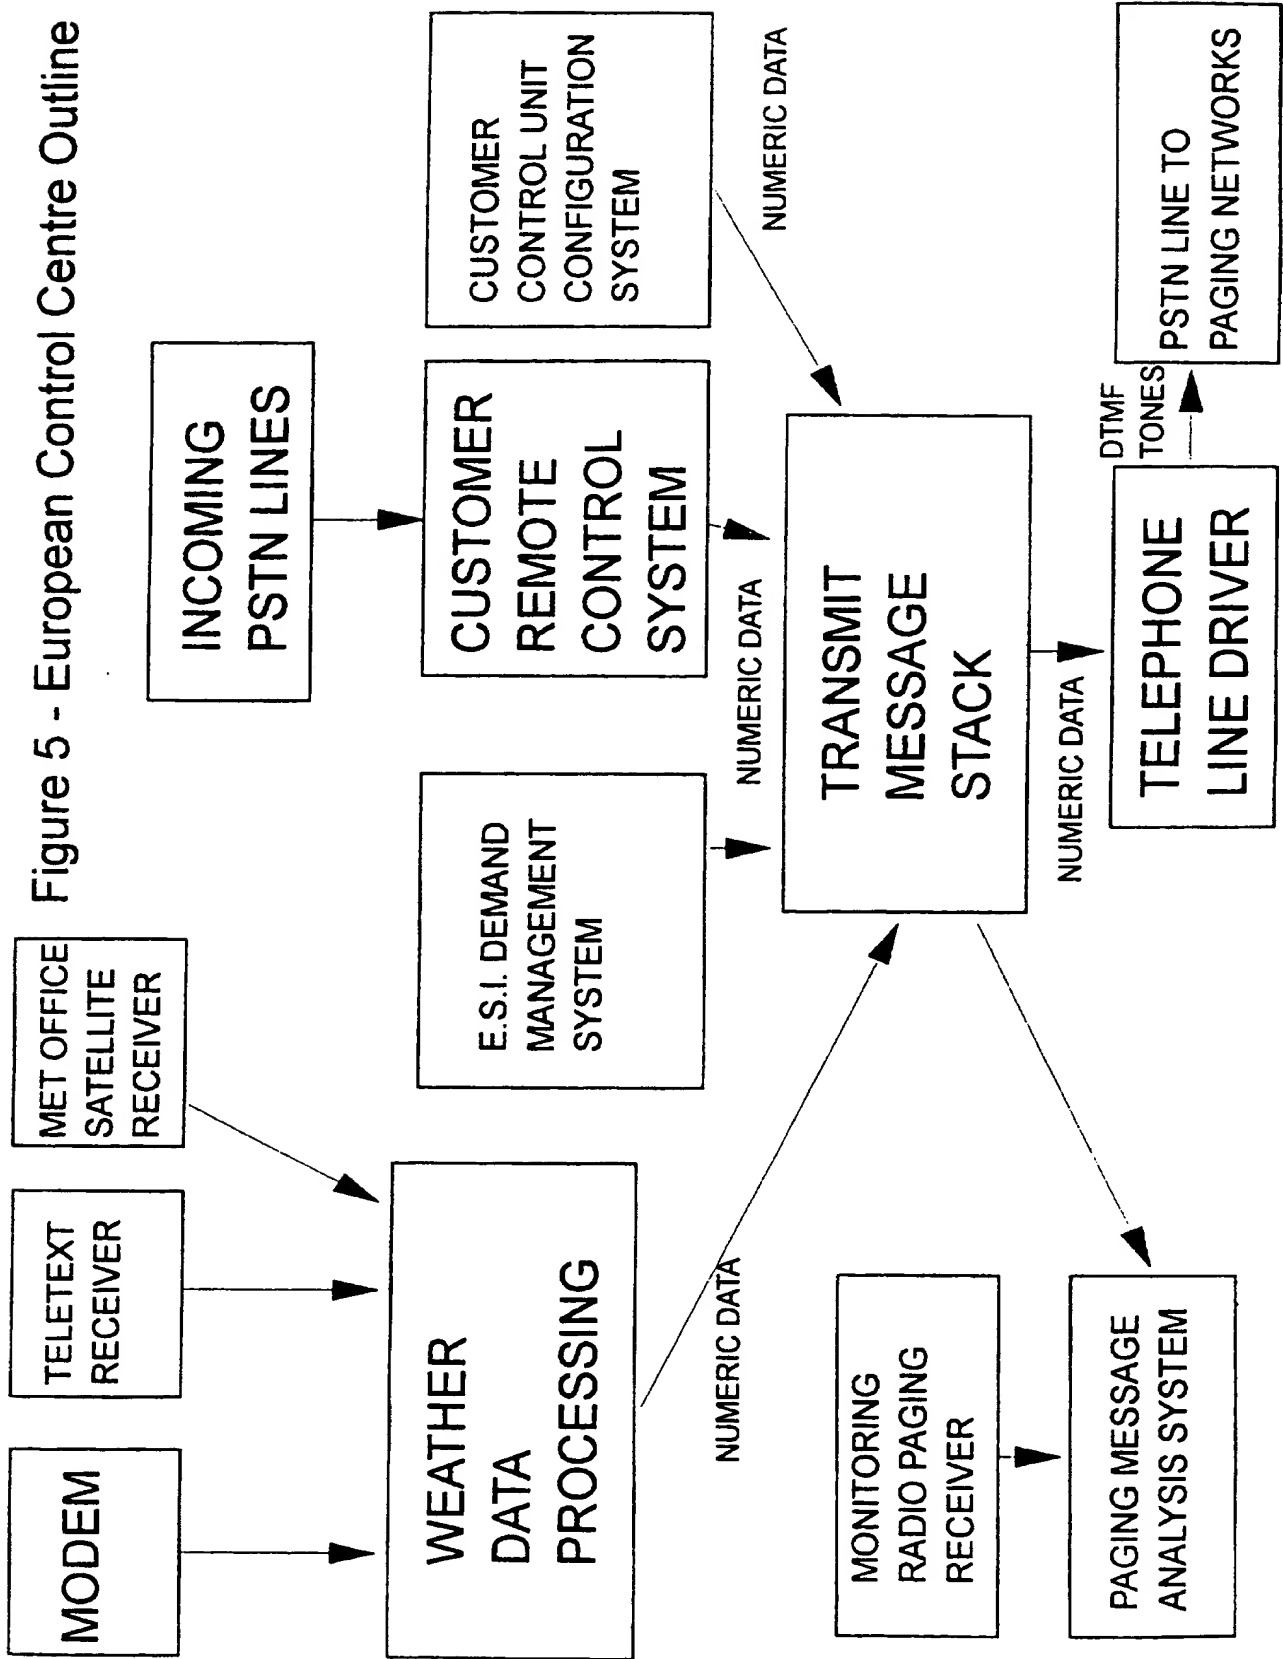 Figure 5 - European Control Centre Outline
MODEM
TELETEXT
RECEIVER
MET OFFICE
SATELLITE
RECEIVER
INCOMING
PSTN LINES
WEATHER
DATA
PROCESSING
E.S.I. DEMAND
MANAGEMENT
SYSTEM
CUSTOMER
REMOTE
CONTROL
SYSTEM
CUSTOMER
CONTROL UNIT
CONFIGURATION
SYSTEM
NUMERIC DATA
NUMERIC DATA
NUMERIC DATA
TRANSMIT
MESSAGE
STACK
MONITORING
RADIO PAGING
RECEIVER
NUMERIC DATA
PAGING MESSAGE
ANALYSIS SYSTEM
TELEPHONE
LINE DRIVER
DTMF
TONES
PSTN LINE TO
PAGING NETWORKS